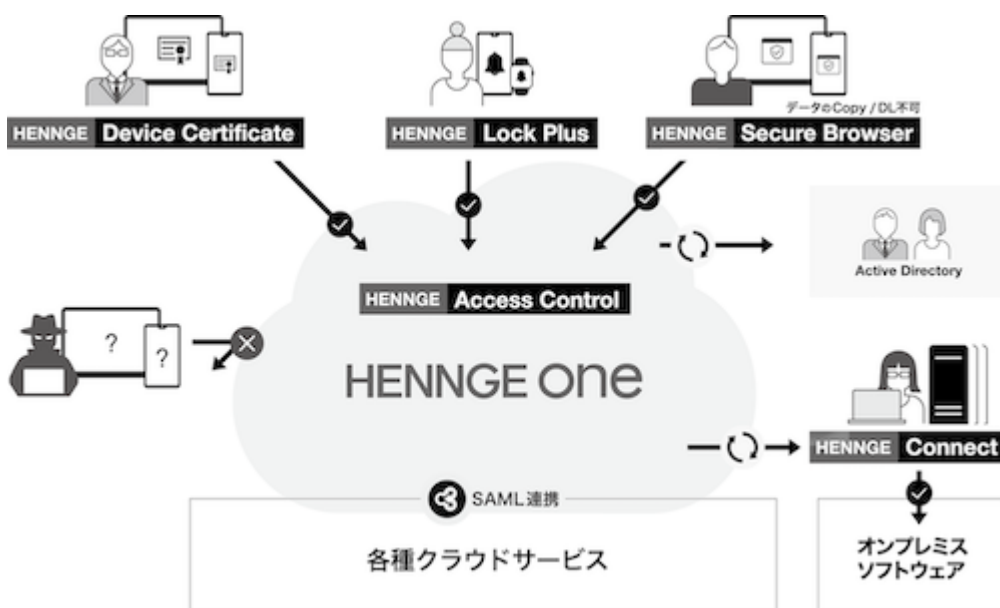 データのCopy / DL不可
HENNGE Device Certificate
HENNGE Lock Plus
HENNGE Secure Browser
Active Directory
HENNGE Access Control
? ?
HENNGE one
HENNGE Connect
SAML連携
各種クラウドサービス
オンプレミス
ソフトウェア